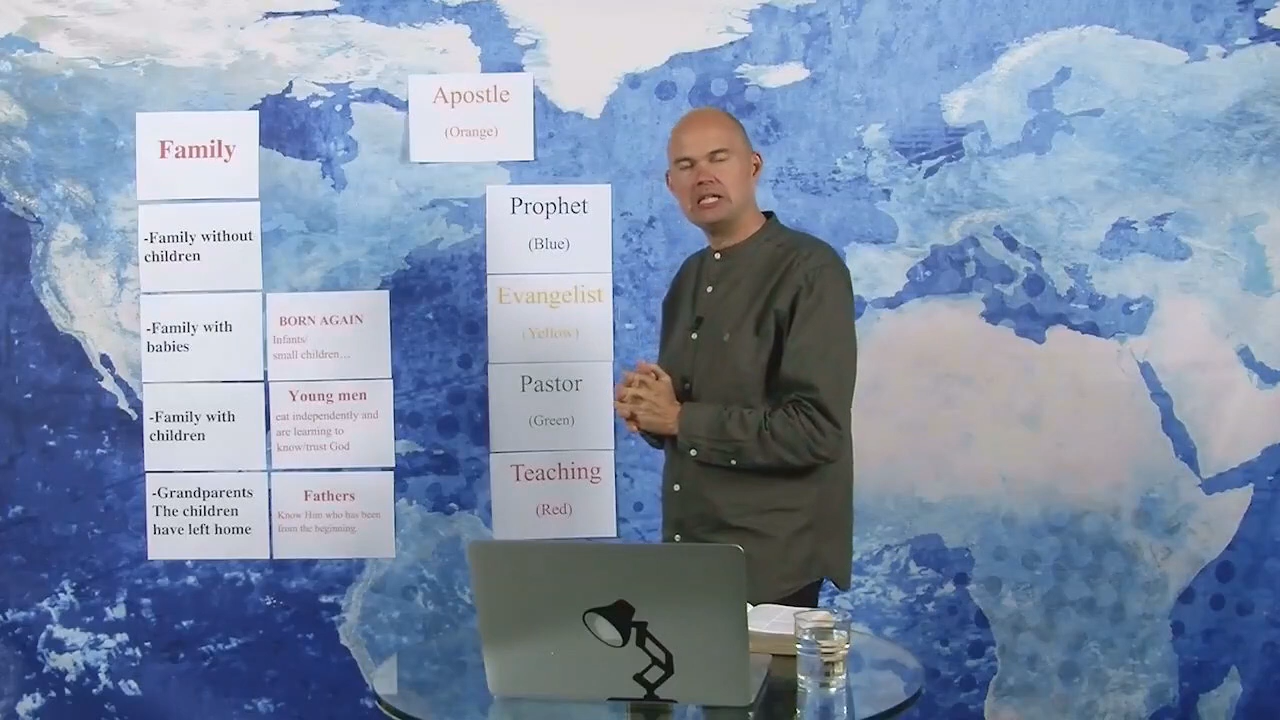 Family
-Family without
children
-Family with
babies
-Family with
children
-Grandparents
The children
have left home
BORN AGAIN
Infants/
small children…
Young men
eat independently and
are learning to
know/trust God
Fathers
Know Him who has been
from the beginning.
Apostle
(Orange)
Prophet
(Blue)
Evangelist
(Yellow)
Pastor
(Green)
Teaching
(Red)